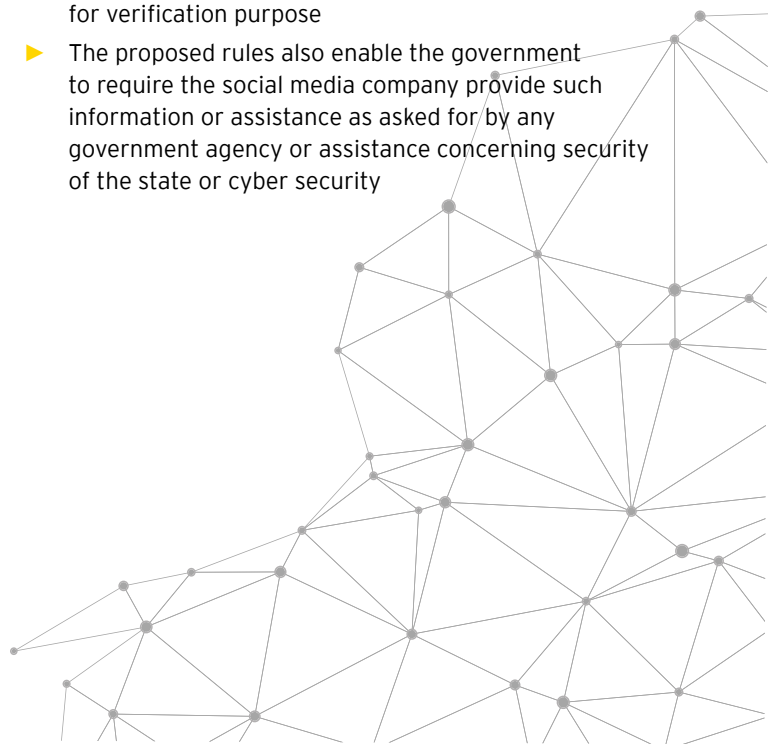 for verification purpose
► The proposed rules also enable the government
to require the social media company provide such
information or assistance as asked for by any
government agency or assistance concerning security
of the state or cyber security